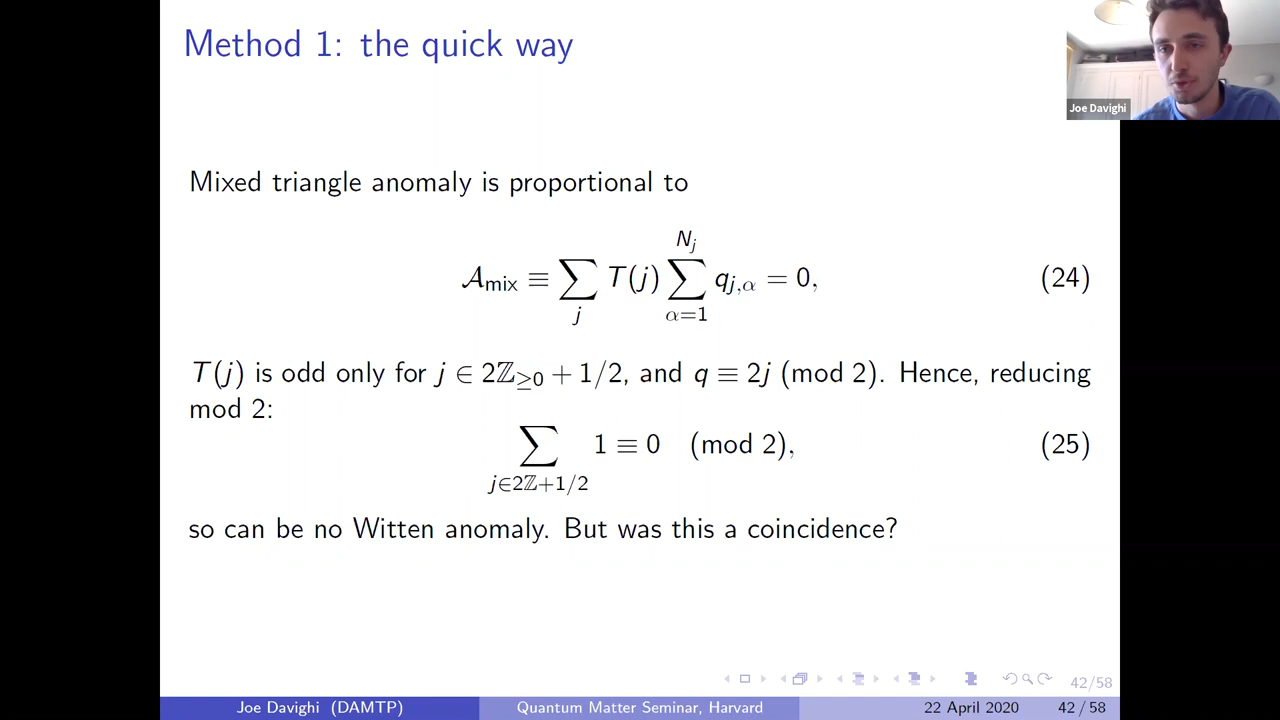 Method 1: the quick way
Joe Davighi
Mixed triangle anomaly is proportional to
𝒜_mix ≡ ∑_j T(j) ∑_{α=1}^{N_j} q_{j,α} = 0, (24)
T(j) is odd only for j ∈ 2ℤ_{≥0} + 1/2, and q ≡ 2j (mod 2). Hence, reducing
mod 2:
∑_{j∈2ℤ+1/2} 1 ≡ 0 (mod 2), (25)
so can be no Witten anomaly. But was this a coincidence?
42/58
Joe Davighi (DAMTP) Quantum Matter Seminar, Harvard 22 April 2020 42 / 58